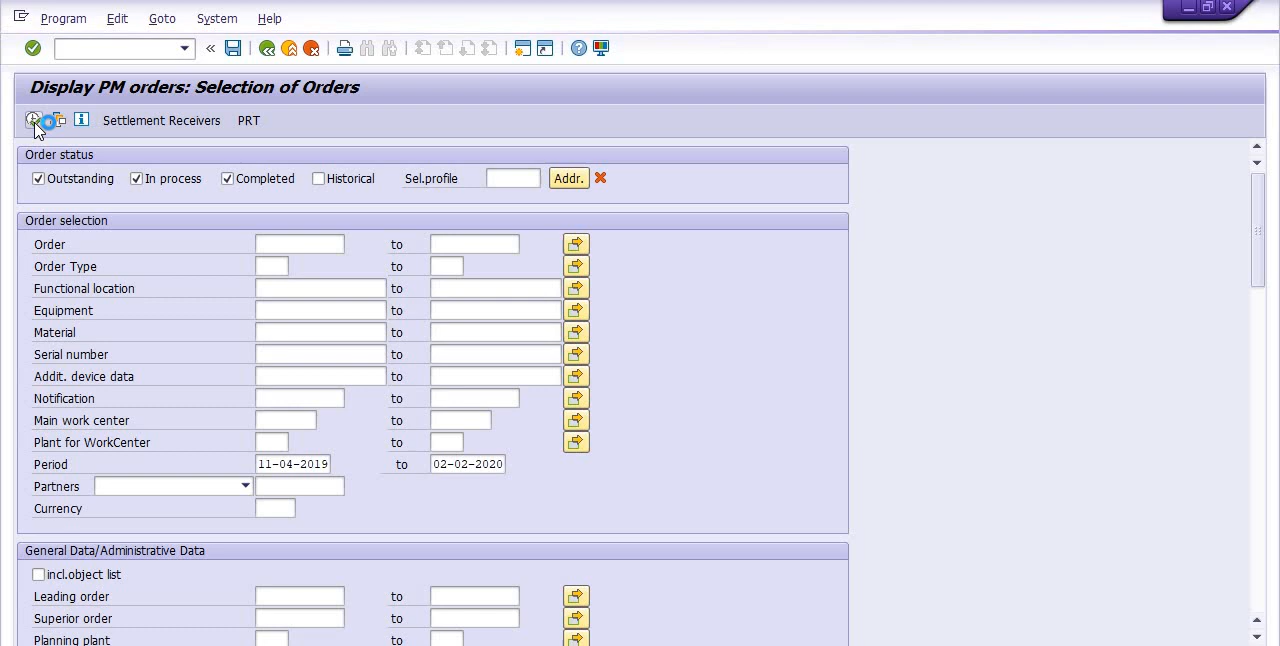 Program Edit Goto System Help
Display PM orders: Selection of Orders
Settlement Receivers PRT
Order status
Outstanding In process Completed Historical Sel.profile Addr.
Order selection
Order to
Order Type to
Functional location to
Equipment to
Material to
Serial number to
Addit. device data to
Notification to
Main work center to
Plant for WorkCenter to
Period 11-04-2019 to 02-02-2020
Partners
Currency
General Data/Administrative Data
incl.object list
Leading order to
Superior order to
Planning plant to